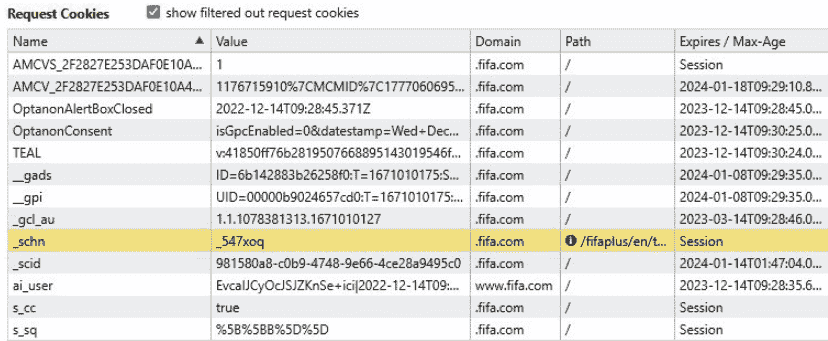 Request Cookies show filtered out request cookies
Name Value Domain Path Expires / Max-Age
AMCVS_2F2827E253DAF0E10A... 1 .fifa.com / Session
AMCV_2F2827E253DAF0E10A4... 1176715910%7CMCMID%7C1777060695... .fifa.com / 2024-01-18T09:29:10.8...
OptanonAlertBoxClosed 2022-12-14T09:28:45.371Z .fifa.com / 2023-12-14T09:28:45.0...
OptanonConsent isGpcEnabled=0&datestamp=Wed+Dec... .fifa.com / 2023-12-14T09:30:25.0...
TEAL v:41850ff76b2819507668895143019546f... .fifa.com / 2023-12-14T09:30:24.0...
__gads ID=6b142883b26258f0:T=1671010175:S... .fifa.com / 2024-01-08T09:29:35.0...
__gpi UID=00000b9024657cd0:T=1671010175... .fifa.com / 2024-01-08T09:29:35.0...
_gcl_au 1.1.1078381313.1671010127 .fifa.com / 2023-03-14T09:28:46.0...
_schn _547xoq .fifa.com /fifaplus/en/t... Session
_scid 981580a8-c0b9-4748-9e66-4ce28a9495c0 .fifa.com / 2024-01-14T01:47:04.0...
ai_user EvcaIJCyOcJSJZKnSe+ici|2022-12-14T09:... www.fifa.com / 2023-12-14T09:28:35.6...
s_cc true .fifa.com / Session
s_sq %5B%5BB%5D%5D .fifa.com / Session